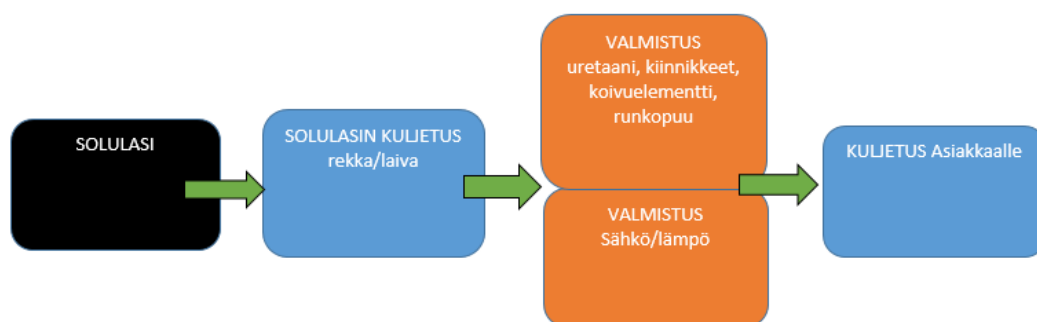 SOLULASI
SOLULASIN KULJETUS
rekka/laiva
VALMISTUS
uretaani, kiinnikkeet,
koivuelementti,
runkopuu
VALMISTUS
Sähkö/lämpö
KULJETUS Asiakkaalle